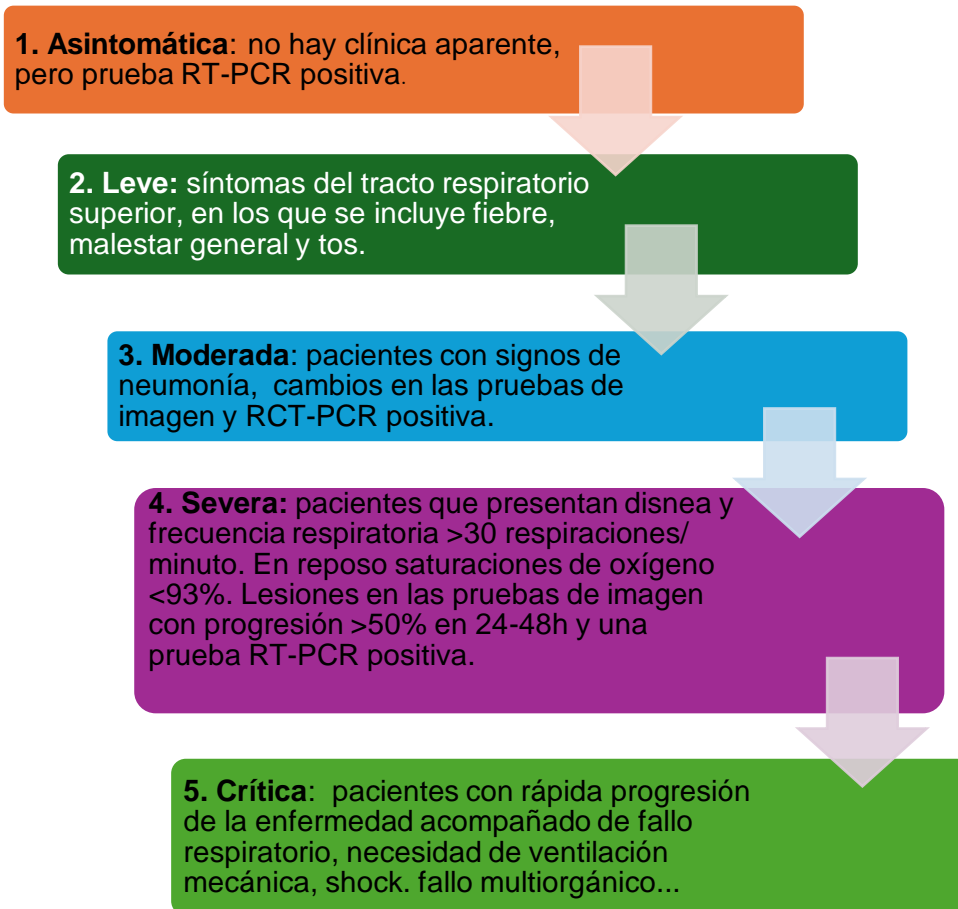 1. Asintomática: no hay clínica aparente,
pero prueba RT-PCR positiva.
2. Leve: síntomas del tracto respiratorio
superior, en los que se incluye fiebre,
malestar general y tos.
3. Moderada: pacientes con signos de
neumonía, cambios en las pruebas de
imagen y RCT-PCR positiva.
4. Severa: pacientes que presentan disnea y
frecuencia respiratoria >30 respiraciones/
minuto. En reposo saturaciones de oxígeno
<93%. Lesiones en las pruebas de imagen
con progresión >50% en 24-48h y una
prueba RT-PCR positiva.
5. Crítica: pacientes con rápida progresión
de la enfermedad acompañado de fallo
respiratorio, necesidad de ventilación
mecánica, shock. fallo multiorgánico...